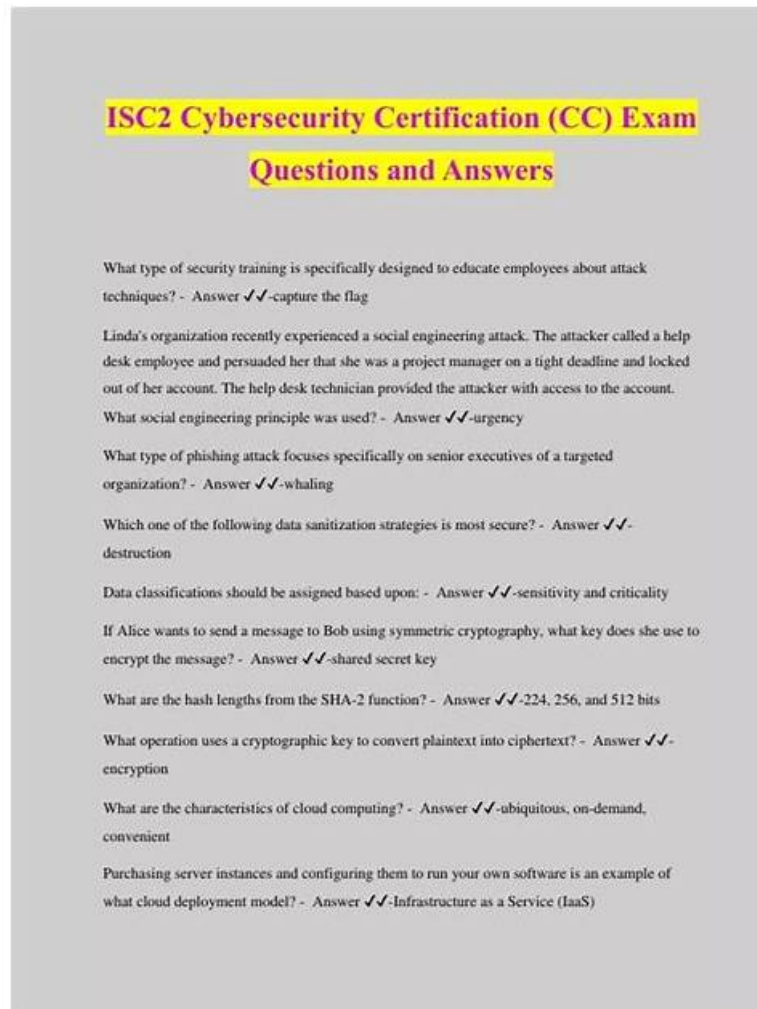 ISC2 Cybersecurity Certification (CC) Exam
Questions and Answers
What type of security training is specifically designed to educate employees about attack
techniques? - Answer ✓✓-capture the flag
Linda's organization recently experienced a social engineering attack. The attacker called a help
desk employee and persuaded her that she was a project manager on a tight deadline and locked
out of her account. The help desk technician provided the attacker with access to the account.
What social engineering principle was used? - Answer ✓✓-urgency
What type of phishing attack focuses specifically on senior executives of a targeted
organization? - Answer ✓✓-whaling
Which one of the following data sanitization strategies is most secure? - Answer ✓✓-
destruction
Data classifications should be assigned based upon: - Answer ✓✓-sensitivity and criticality
If Alice wants to send a message to Bob using symmetric cryptography, what key does she use to
encrypt the message? - Answer ✓✓-shared secret key
What are the hash lengths from the SHA-2 function? - Answer ✓✓-224, 256, and 512 bits
What operation uses a cryptographic key to convert plaintext into ciphertext? - Answer ✓✓-
encryption
What are the characteristics of cloud computing? - Answer ✓✓-ubiquitous, on-demand,
convenient
Purchasing server instances and configuring them to run your own software is an example of
what cloud deployment model? - Answer ✓✓-Infrastructure as a Service (IaaS)